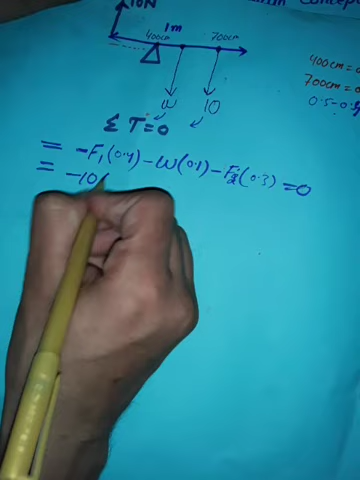 10N
1m
400cm 700cm
400cm =
700cm =
0.5-0.4
W 10
Σ T = 0
= -F₁(0.4) - W(0.1) - F₂(0.3) = 0
= -10(